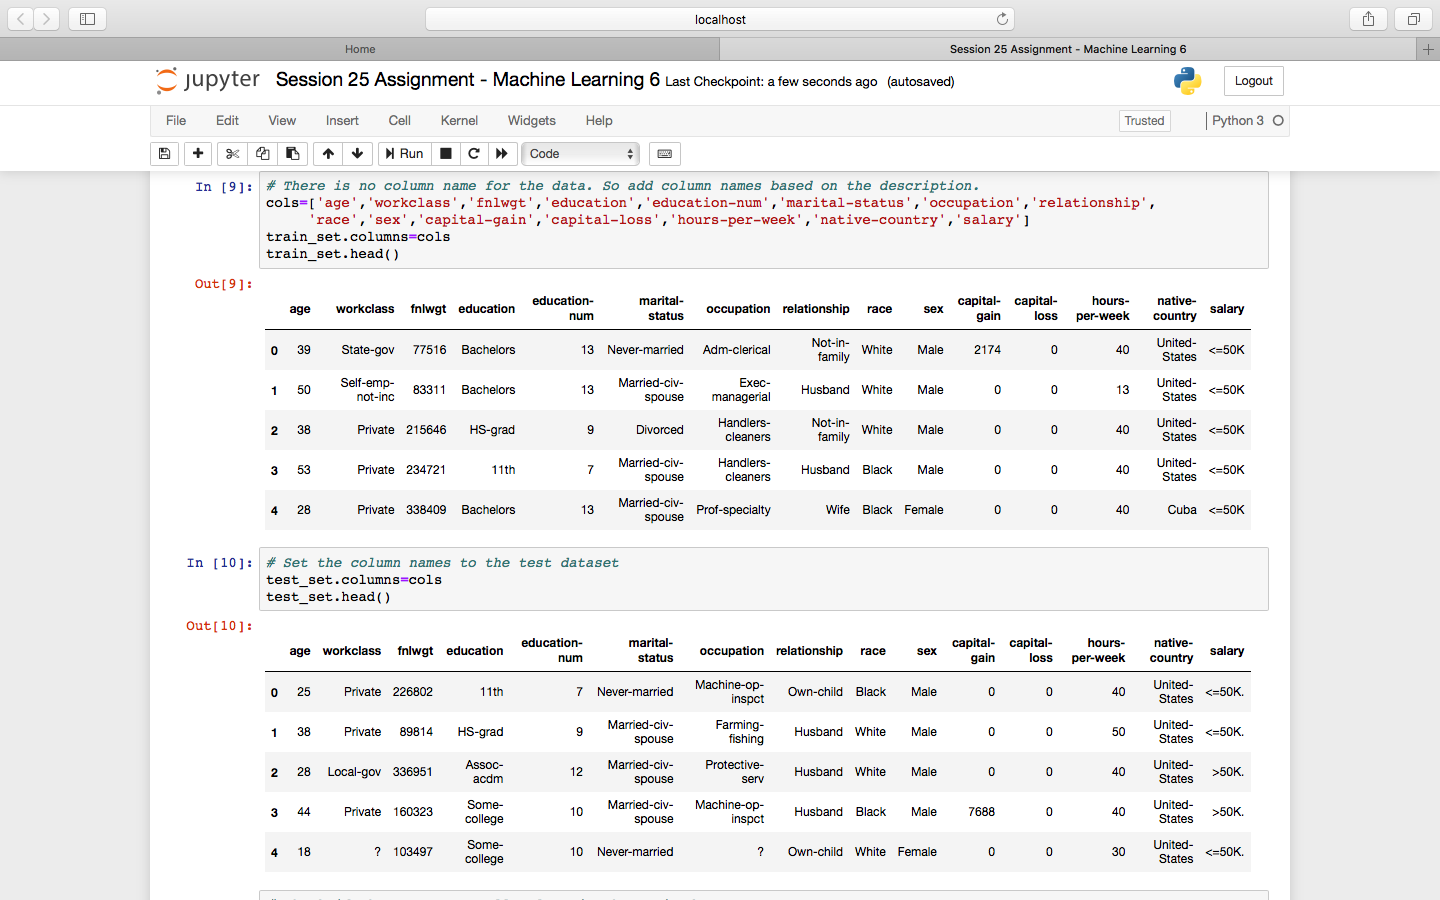 localhost
Home
Session 25 Assignment - Machine Learning 6
jupyter Session 25 Assignment - Machine Learning 6 Last Checkpoint: a few seconds ago (autosaved)
Logout
File Edit View Insert Cell Kernel Widgets Help
Trusted
Python 3
Run
Code
In [9]:
# There is no column name for the data. So add column names based on the description.
cols=['age','workclass','fnlwgt','education','education-num','marital-status','occupation','relationship',
'race','sex','capital-gain','capital-loss','hours-per-week','native-country','salary']
train_set.columns=cols
train_set.head()
Out[9]:
age workclass fnlwgt education education-num marital-status occupation relationship race sex capital-gain capital-loss hours-per-week native-country salary
0 39 State-gov 77516 Bachelors 13 Never-married Adm-clerical Not-in-family White Male 2174 0 40 United-States <=50K
1 50 Self-emp-not-inc 83311 Bachelors 13 Married-civ-spouse Exec-managerial Husband White Male 0 0 13 United-States <=50K
2 38 Private 215646 HS-grad 9 Divorced Handlers-cleaners Not-in-family White Male 0 0 40 United-States <=50K
3 53 Private 234721 11th 7 Married-civ-spouse Handlers-cleaners Husband Black Male 0 0 40 United-States <=50K
4 28 Private 338409 Bachelors 13 Married-civ-spouse Prof-specialty Wife Black Female 0 0 40 Cuba <=50K
In [10]:
# Set the column names to the test dataset
test_set.columns=cols
test_set.head()
Out[10]:
age workclass fnlwgt education education-num marital-status occupation relationship race sex capital-gain capital-loss hours-per-week native-country salary
0 25 Private 226802 11th 7 Never-married Machine-op-inspct Own-child Black Male 0 0 40 United-States <=50K.
1 38 Private 89814 HS-grad 9 Married-civ-spouse Farming-fishing Husband White Male 0 0 50 United-States <=50K.
2 28 Local-gov 336951 Assoc-acdm 12 Married-civ-spouse Protective-serv Husband White Male 0 0 40 United-States >50K.
3 44 Private 160323 Some-college 10 Married-civ-spouse Machine-op-inspct Husband Black Male 7688 0 40 United-States >50K.
4 18 ? 103497 Some-college 10 Never-married ? Own-child White Female 0 0 30 United-States <=50K.